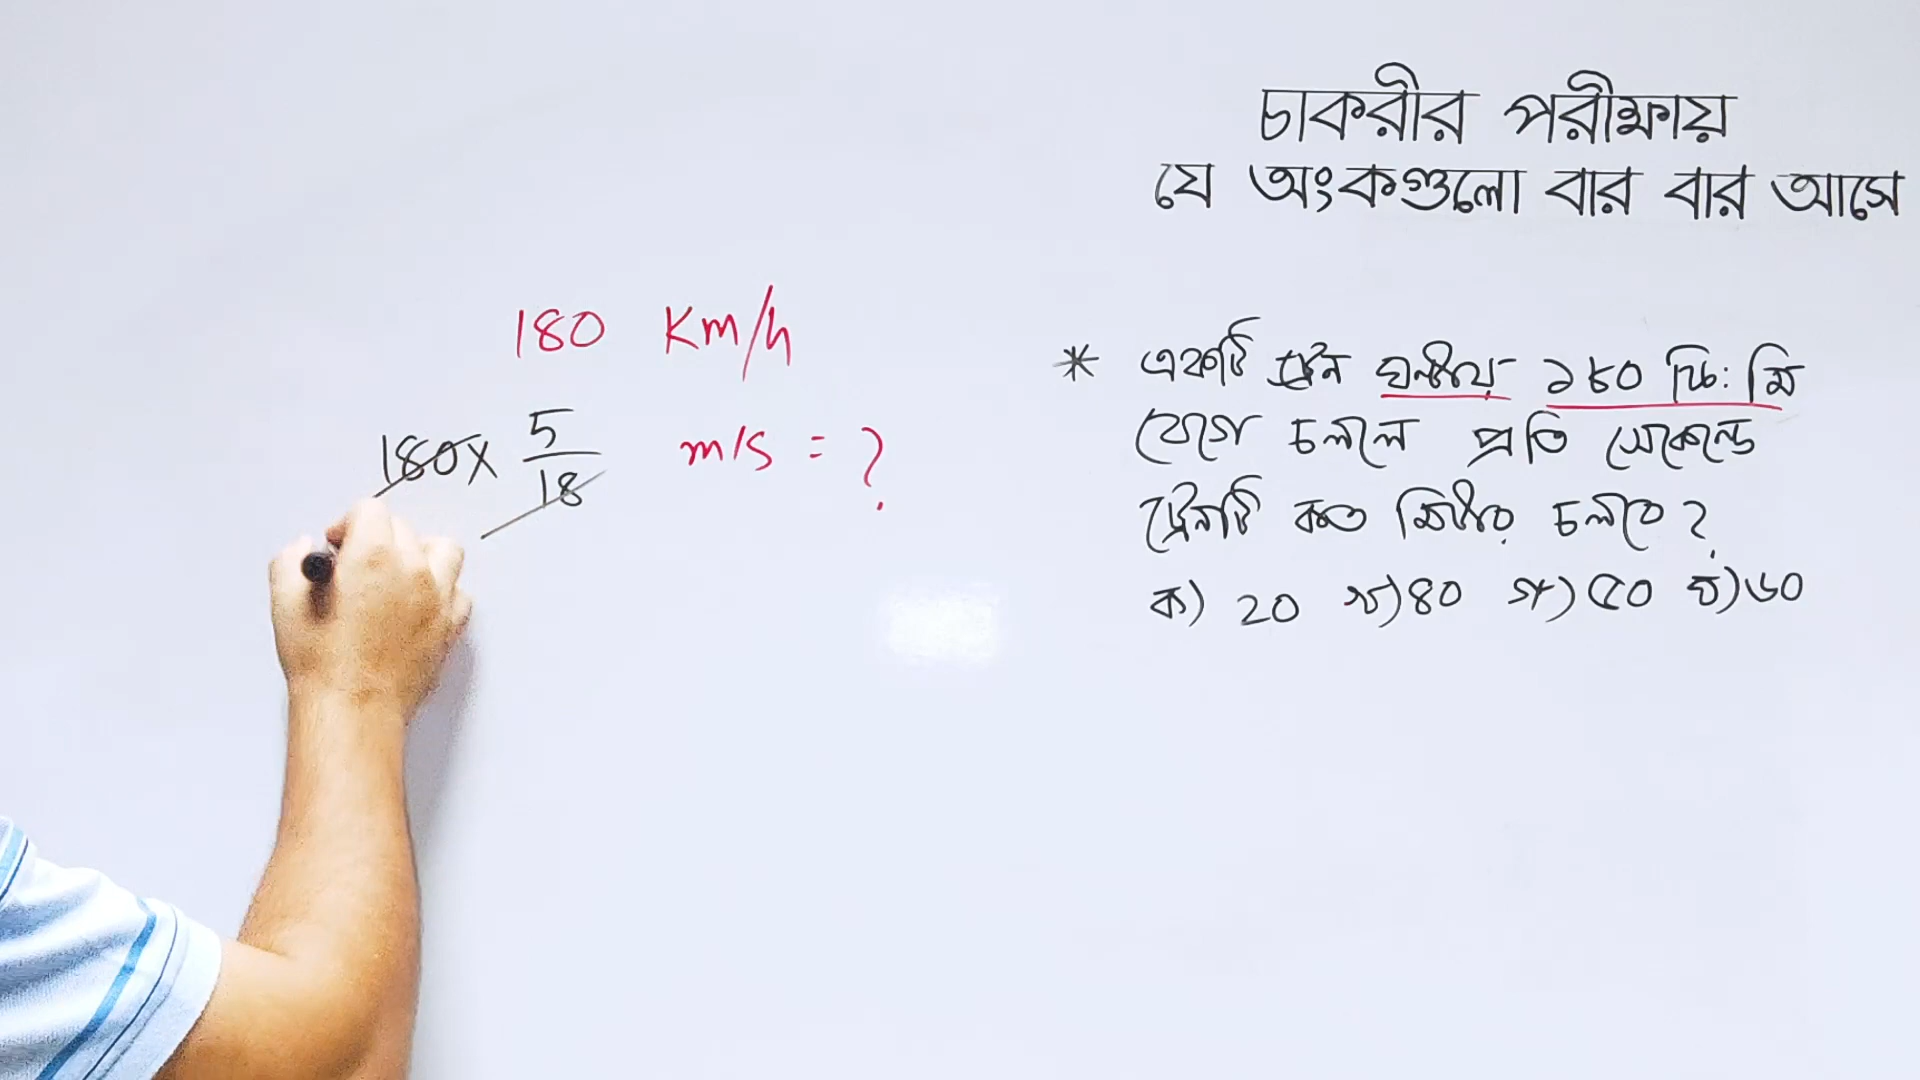 চাকরীর পরীক্ষায়
যে অংকগুলো বার বার আসে
180 Km/h
180 × 5/18 m/s = ?
* একটি ট্রেন ঘন্টায় ১৮০ কি: মি
বেগে চললে প্রতি সেকেন্ডে
ট্রেনটি কত মিটার চলবে?
ক) 20 খ) ৪০ গ) ৫০ ঘ) ৬০